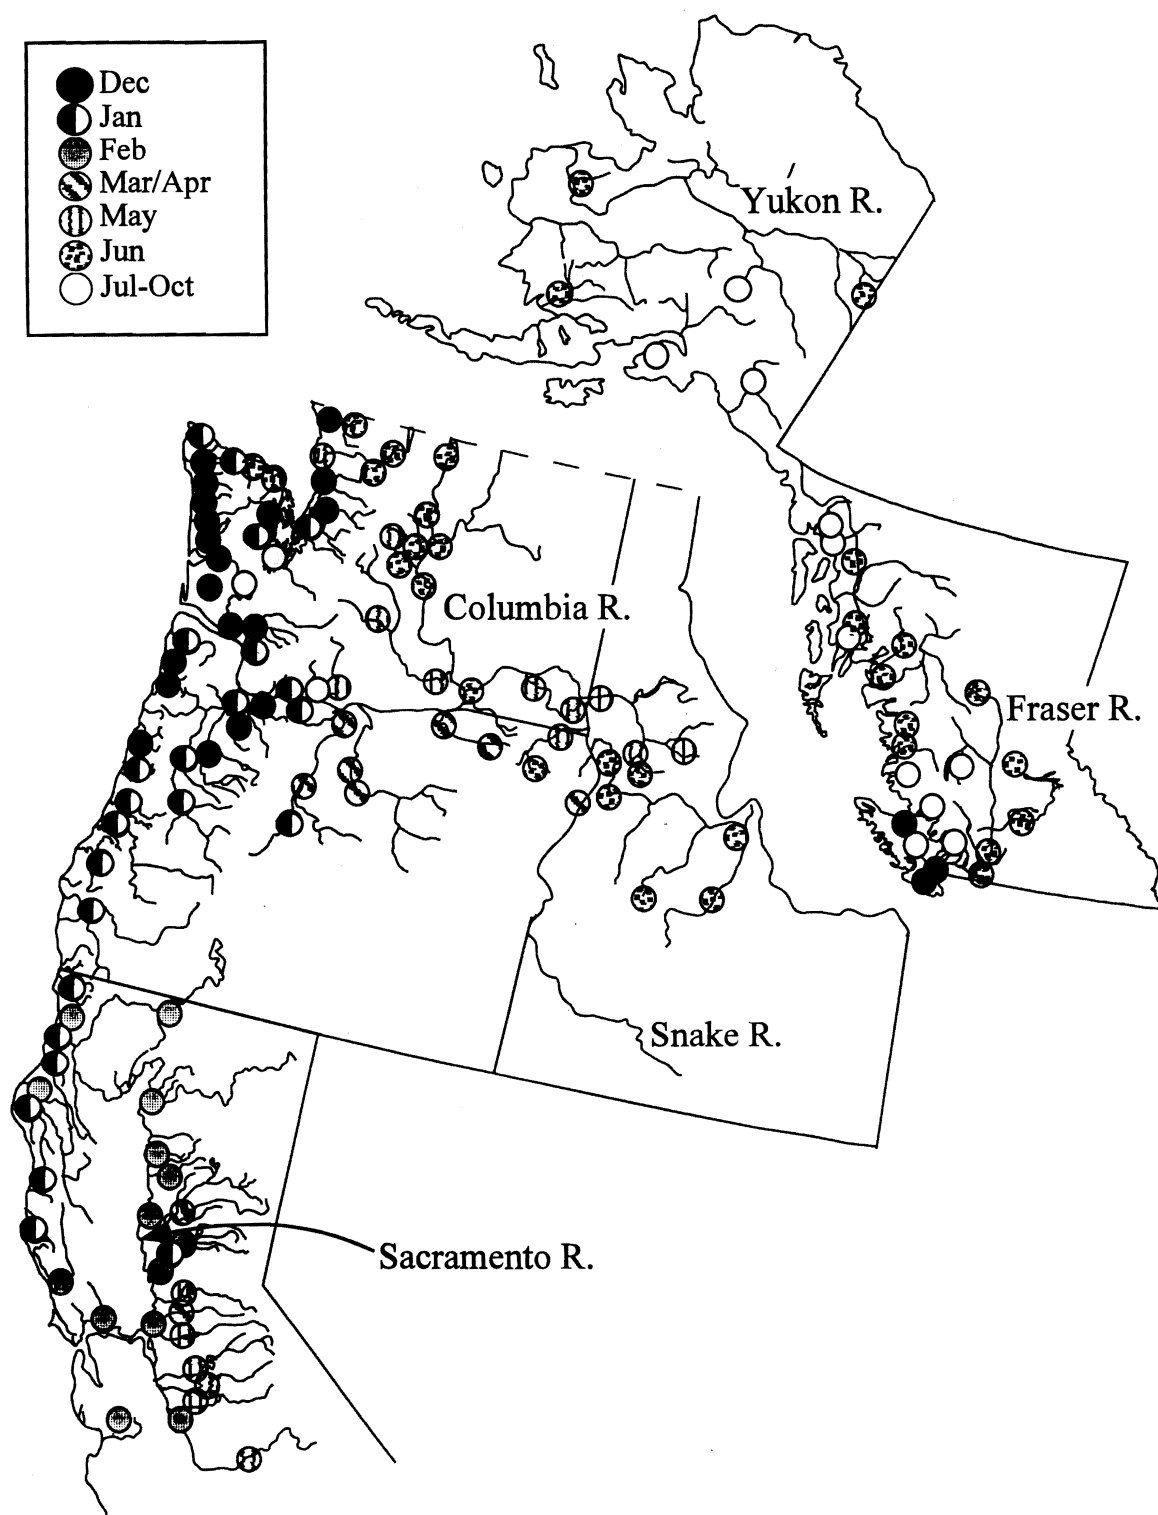 Dec
Jan
Feb
Mar/Apr
May
Jun
Jul-Oct
Yukon R.
Columbia R.
Fraser R.
Snake R.
Sacramento R.